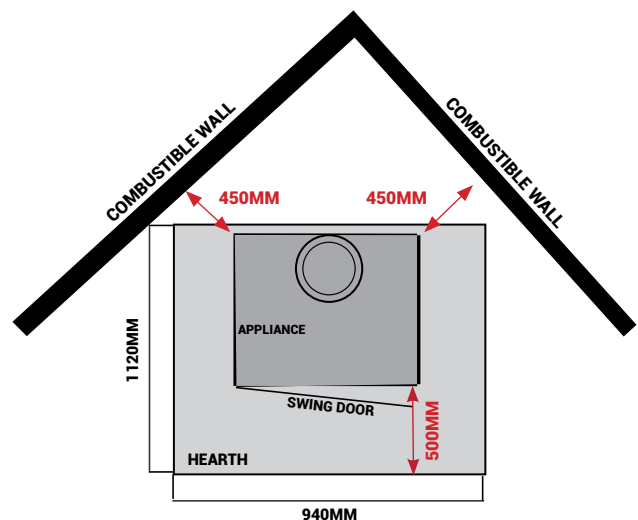 COMBUSTIBLE WALL
COMBUSTIBLE WALL
450MM
450MM
1120MM
APPLIANCE
SWING DOOR
500MM
HEARTH
940MM